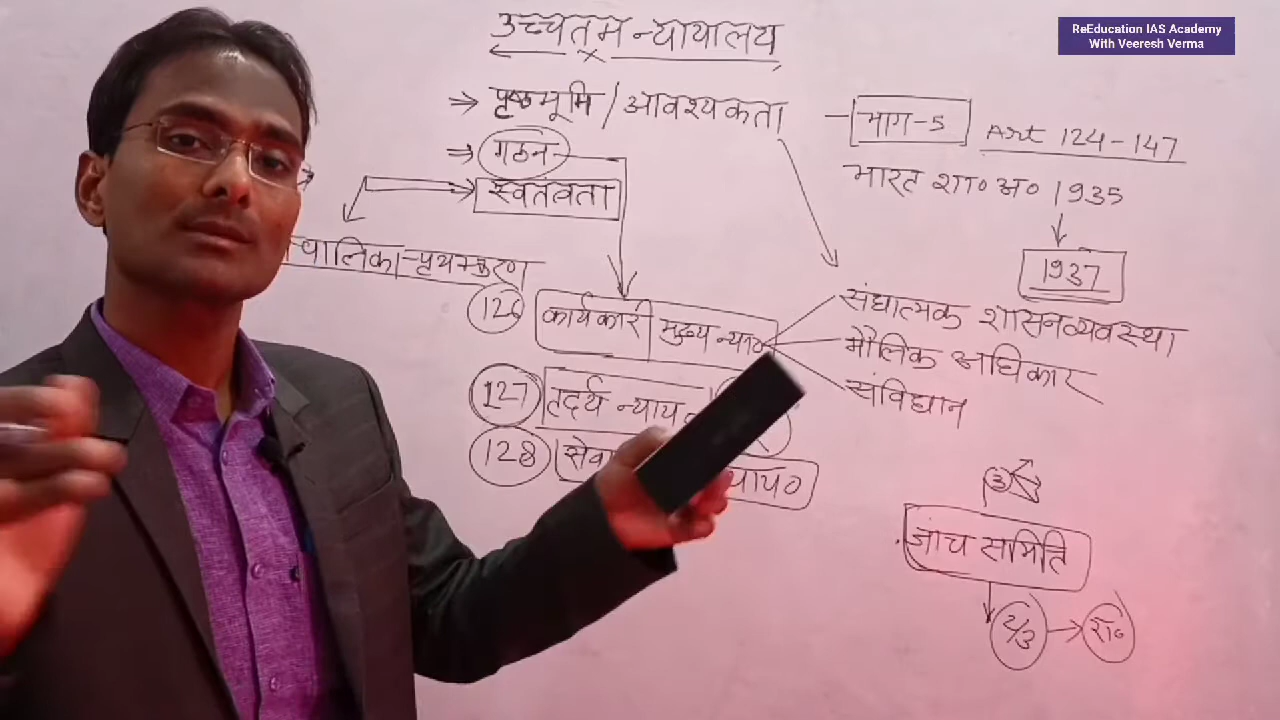 ReEducation IAS Academy
With Veeresh Verma
उच्चतम न्यायालय
⇒ पृष्ठभूमि / आवश्यकता
⇒ गठन
स्वतंत्रता
पालिका-पृथक्करण
126 कार्यकारी मुख्य न्या०
127 तदर्थ न्याय
128 सेवा
न्याय०
भाग-5 Art 124-147
भारत शा० अ० 1935
1937
संघात्मक शासनव्यवस्था
मौलिक अधिकार
संविधान
3
जांच समिति
2/3 → रा०